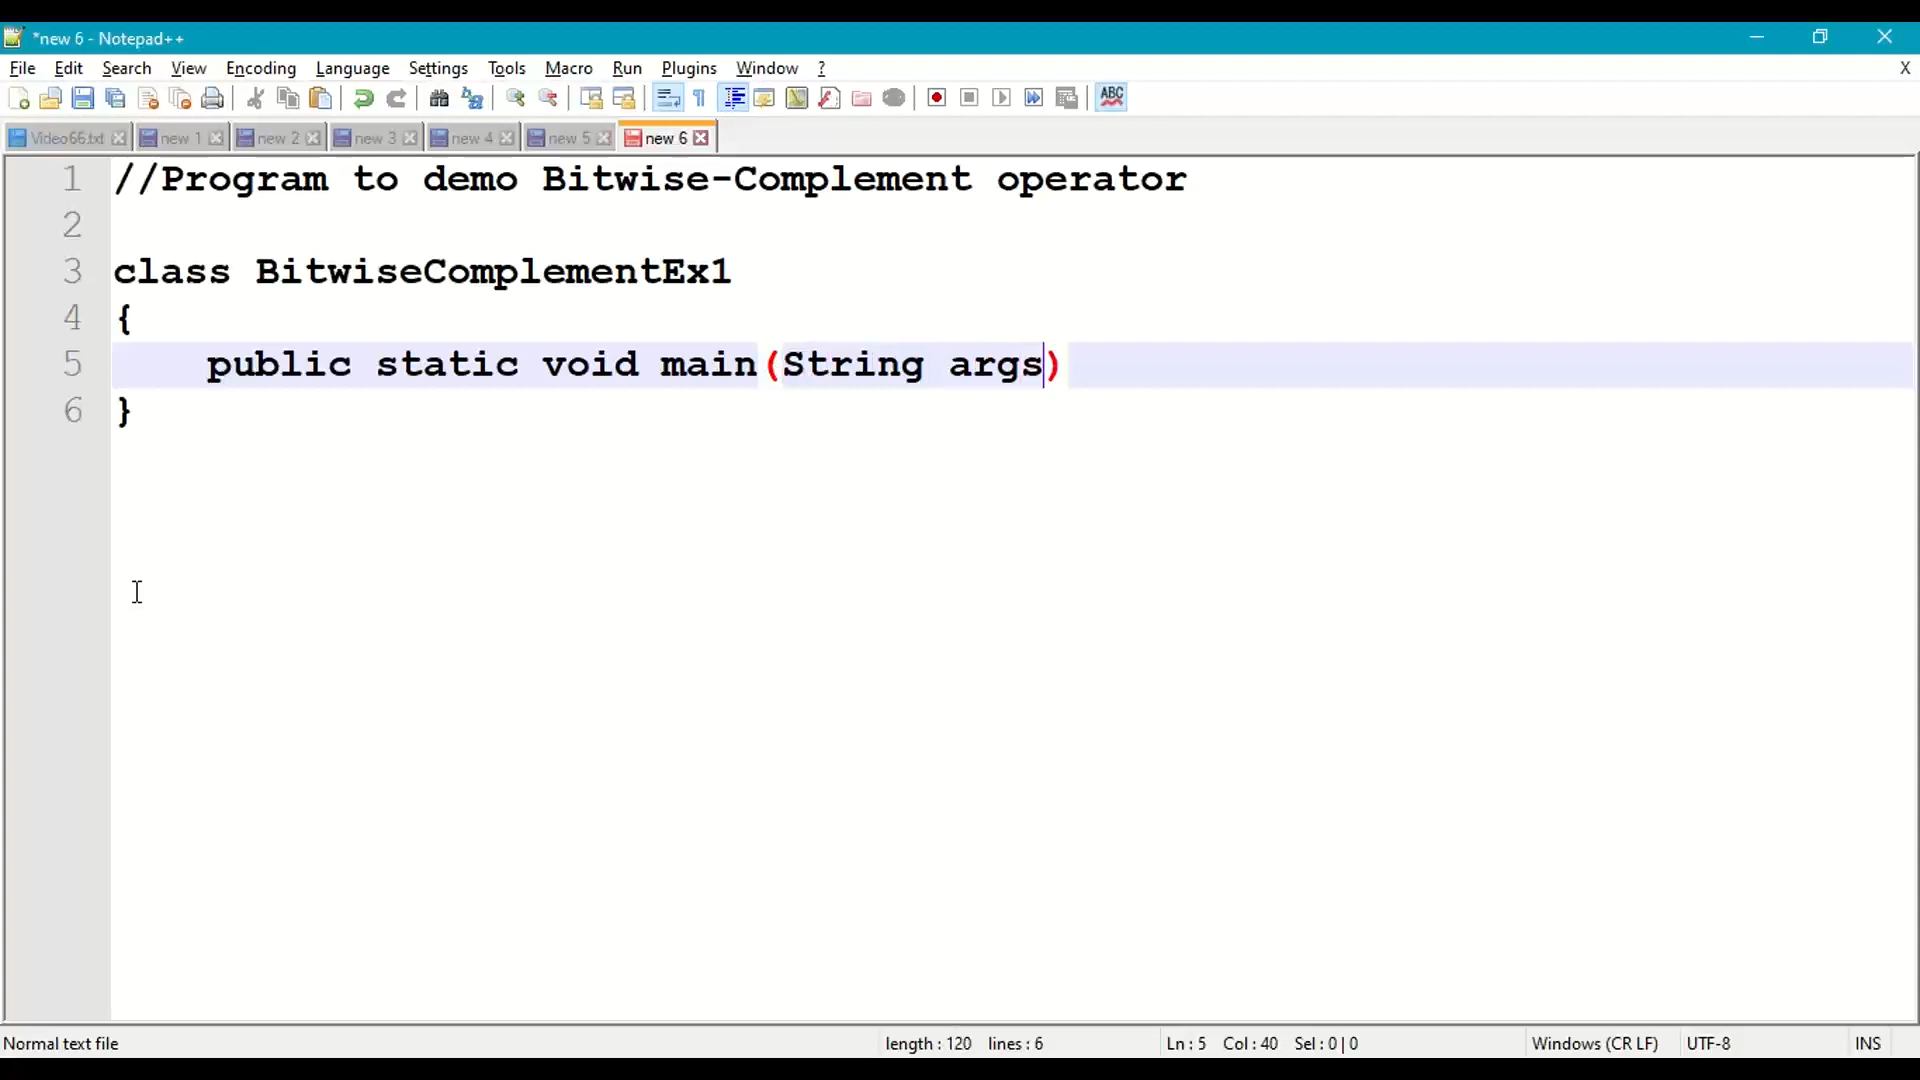 *new 6 - Notepad++
File Edit Search View Encoding Language Settings Tools Macro Run Plugins Window ? X
ABC
Video66.txt new 1 new 2 new 3 new 4 new 5 new 6
1 //Program to demo Bitwise-Complement operator
2
3 class BitwiseComplementEx1
4 {
5 public static void main(String args)
6 }
Normal text file length : 120 lines : 6 Ln : 5 Col : 40 Sel : 0 | 0 Windows (CR LF) UTF-8 INS